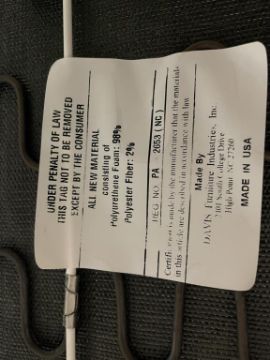 UNDER PENALTY OF LAW
THIS TAG NOT TO BE REMOVED
EXCEPT BY THE CONSUMER
ALL NEW MATERIAL
consisting of
Polyurethene Foam: 98%
Polyester Fiber: 2%
REG. NO. PA 2653 (NC)
Certification is made by the manufacturer that the materials
in this article are described in accordance with law
Made By
DAVIS Furniture Industries, Inc.
2401 South College Drive
High Point NC 27260
MADE IN USA